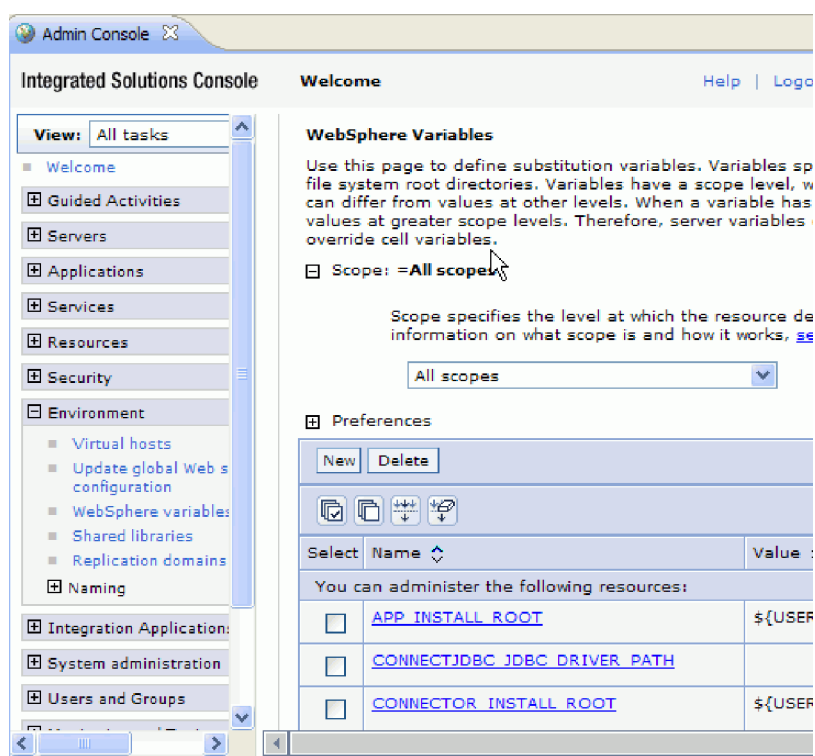 Admin Console
Integrated Solutions Console
Welcome
Help | Logo
View: All tasks
Welcome
Guided Activities
Servers
Applications
Services
Resources
Security
Environment
Virtual hosts
Update global Web s
configuration
WebSphere variables
Shared libraries
Replication domains
Naming
Integration Applications
System administration
Users and Groups
WebSphere Variables
Use this page to define substitution variables. Variables sp
file system root directories. Variables have a scope level, w
can differ from values at other levels. When a variable has
values at greater scope levels. Therefore, server variables
override cell variables.
Scope: =All scopes
Scope specifies the level at which the resource de
information on what scope is and how it works, se
All scopes
Preferences
New Delete
Select Name Value
You can administer the following resources:
APP_INSTALL_ROOT ${USER
CONNECTJDBC_JDBC_DRIVER_PATH
CONNECTOR_INSTALL_ROOT ${USER